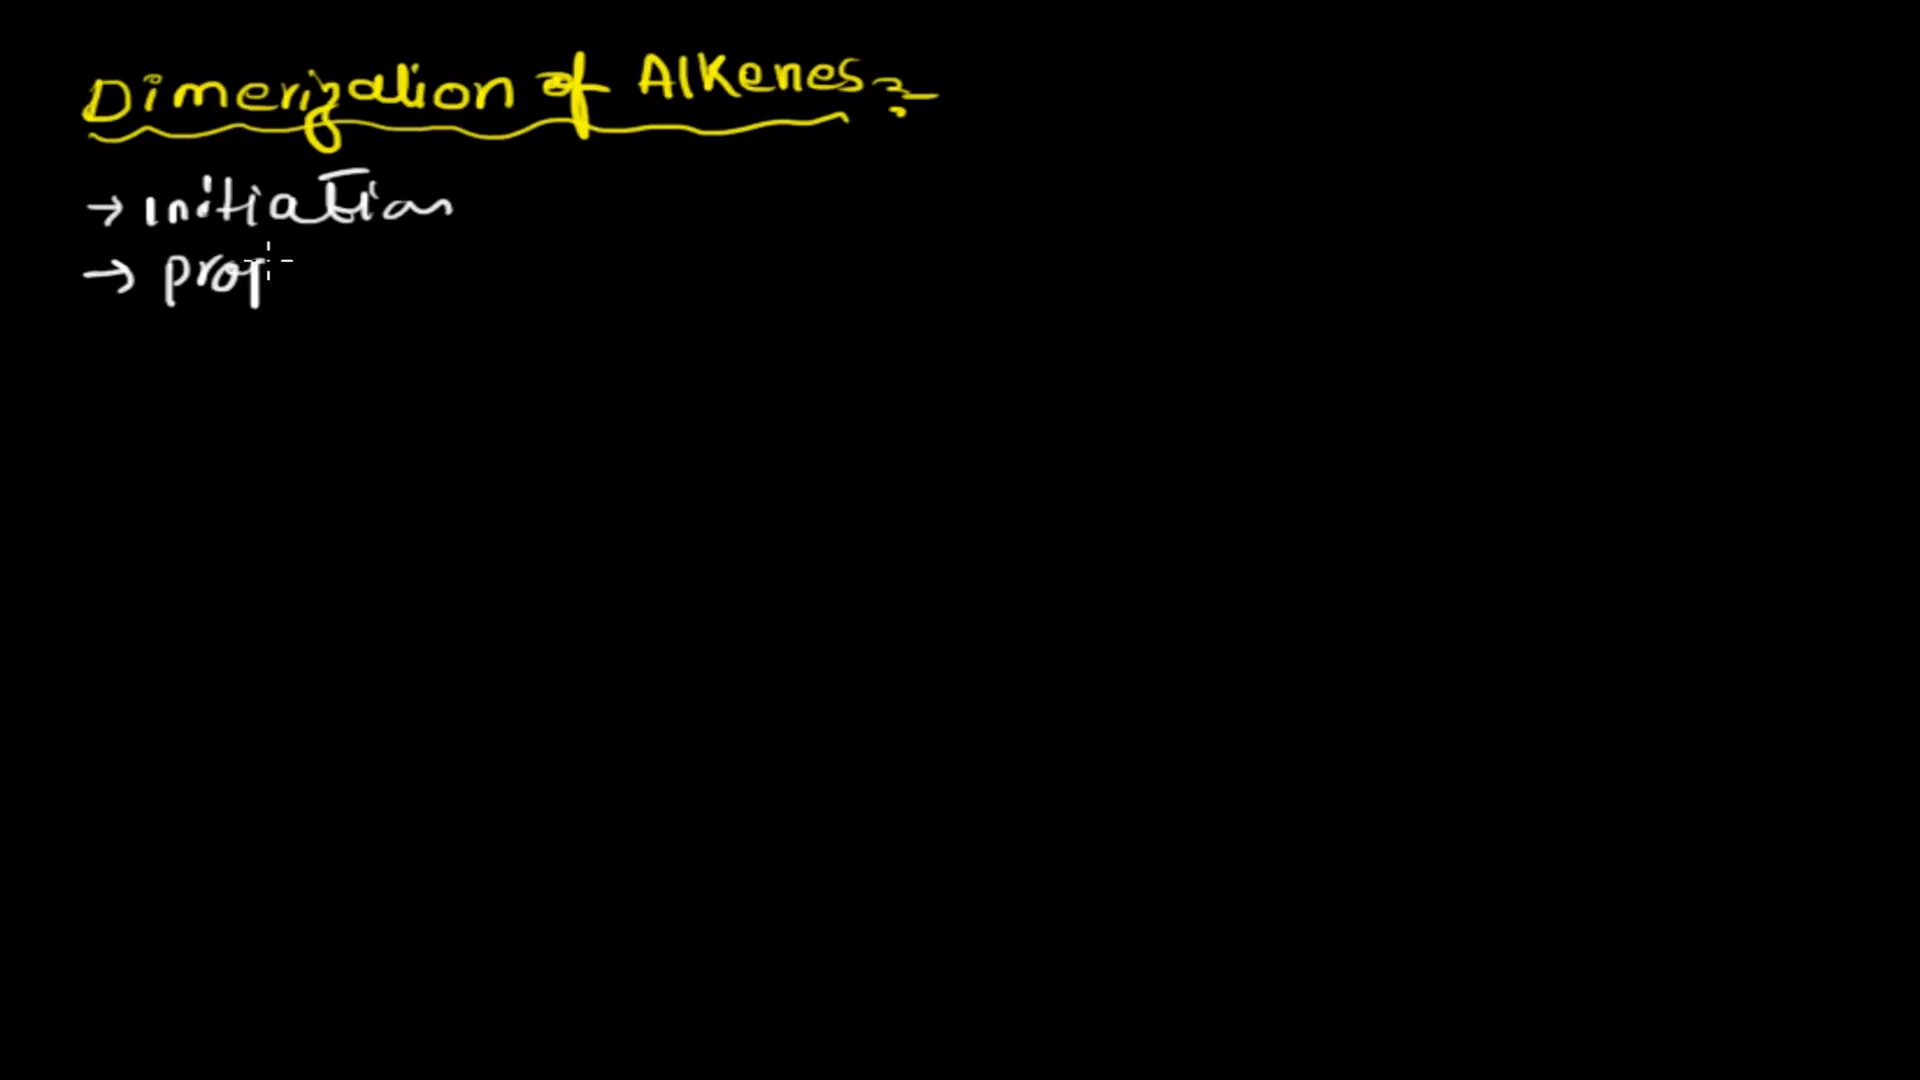 Dimerization of Alkenes :-
→ initiation
→ prop